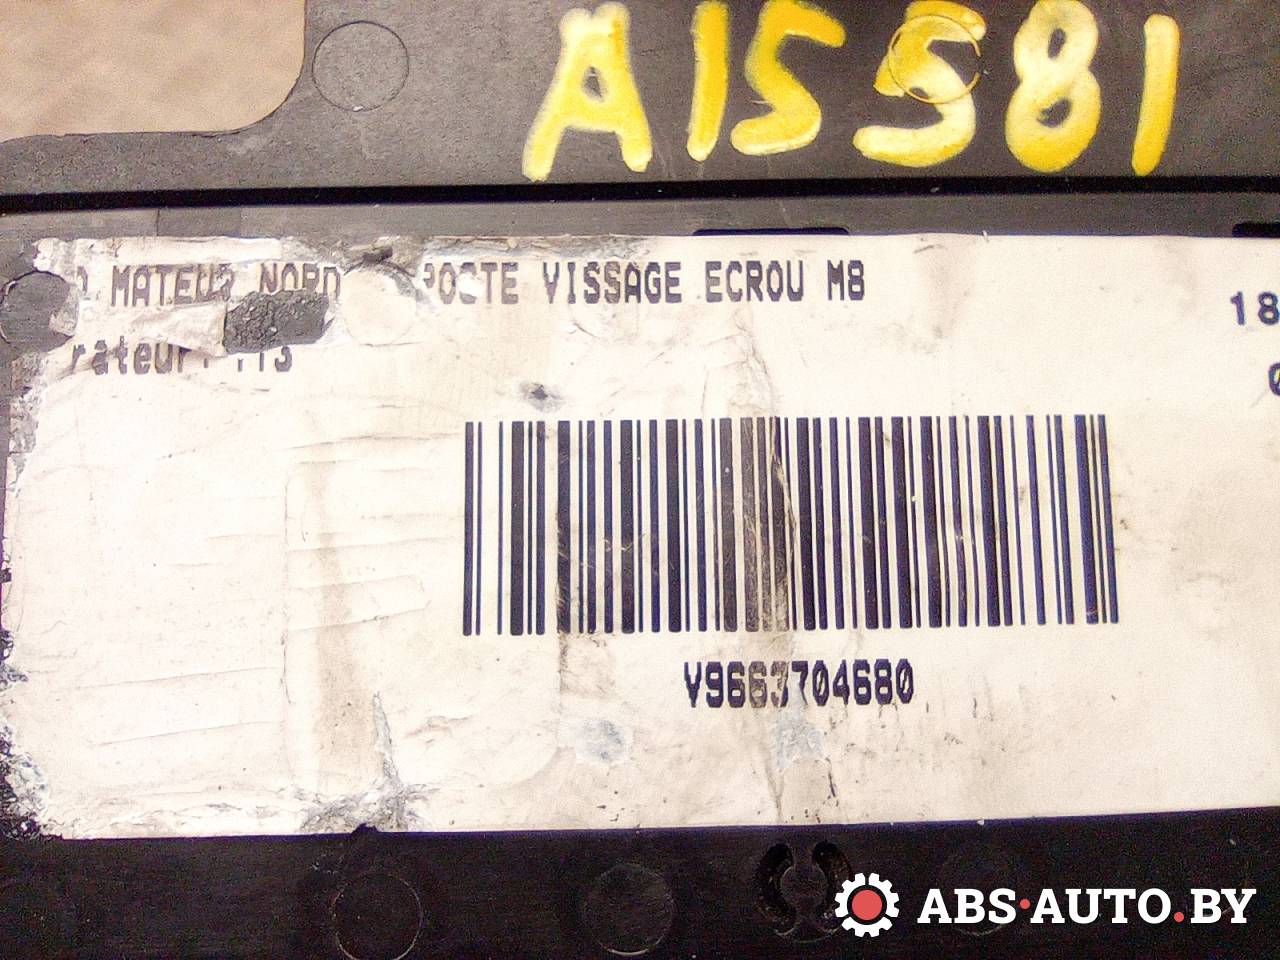 A15581
MATEUR NORD POSTE VISSAGE ECROU M8
18
rateur:
0
V9663704680
ABS-AUTO.BY